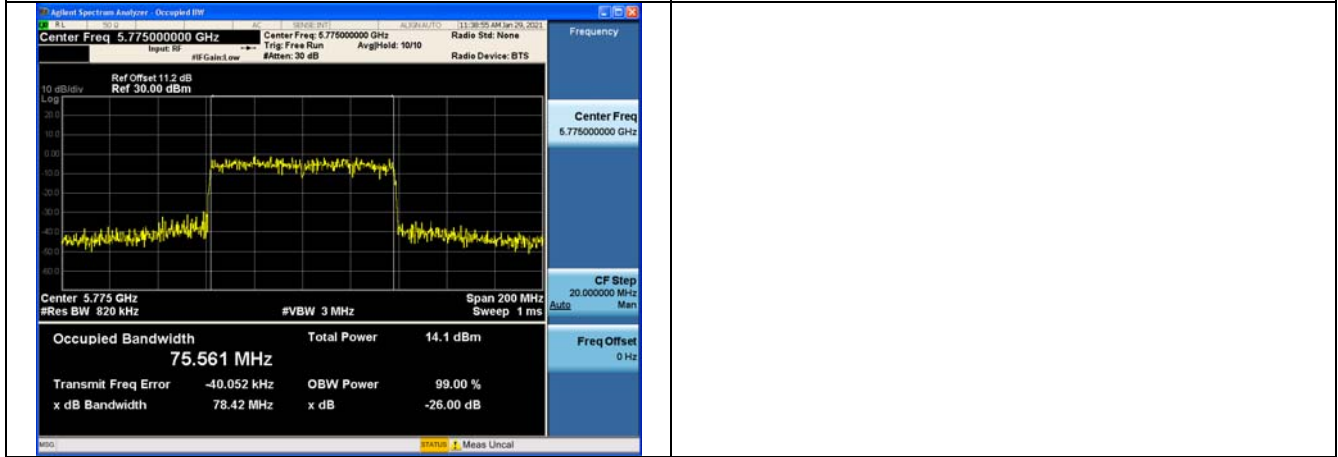 Agilent Spectrum Analyzer - Occupied BW
RL 50 Ω AC SENSE:INT ALIGN AUTO 11:38:55 AM Jan 29, 2021
Center Freq 5.775000000 GHz Center Freq: 5.775000000 GHz Radio Std: None Frequency
Input: RF Trig: Free Run Avg|Hold: 10/10
#IFGain:Low #Atten: 30 dB Radio Device: BTS
Ref Offset 11.2 dB
10 dB/div Ref 30.00 dBm
Log
20.0
10.0
0.00
-10.0
-20.0
-30.0
-40.0
-50.0
-60.0
Center Freq
5.775000000 GHz
Center 5.775 GHz Span 200 MHz
#Res BW 820 kHz #VBW 3 MHz Sweep 1 ms
CF Step
20.000000 MHz
Auto Man
Occupied Bandwidth Total Power 14.1 dBm
75.561 MHz
Transmit Freq Error -40.052 kHz OBW Power 99.00 %
x dB Bandwidth 78.42 MHz x dB -26.00 dB
Freq Offset
0 Hz
MSG STATUS Meas Uncal